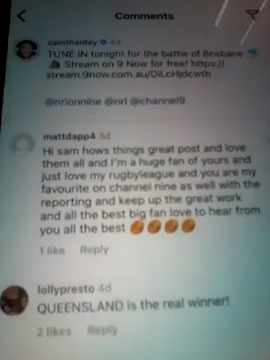 Comments
samthaiday 4d
TUNE IN tonight for the battle of Brisbane
Stream on 9 Now for free! https://
stream.9now.com.au/DiLcHjdcwtb
@nrlonnine @nrl @channel9
mattdapp4 3d
Hi sam hows things great post and love
them all and I'm a huge fan of yours and
just love my rugbyleague and you are my
favourite on channel nine as well with the
reporting and keep up the great work
and all the best big fan love to hear from
you all the best 🏉🏉🏉🏉
1 like Reply
lollypresto 4d
QUEENSLAND is the real winner!
2 likes Reply